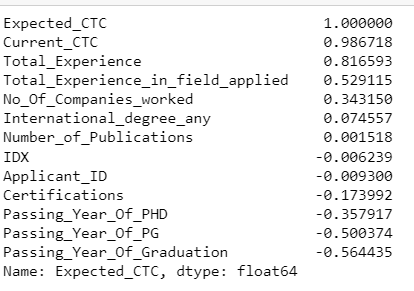 Expected_CTC 1.000000
Current_CTC 0.986718
Total_Experience 0.816593
Total_Experience_in_field_applied 0.529115
No_Of_Companies_worked 0.343150
International_degree_any 0.074557
Number_of_Publications 0.001518
IDX -0.006239
Applicant_ID -0.009300
Certifications -0.173992
Passing_Year_Of_PHD -0.357917
Passing_Year_Of_PG -0.500374
Passing_Year_Of_Graduation -0.564435
Name: Expected_CTC, dtype: float64